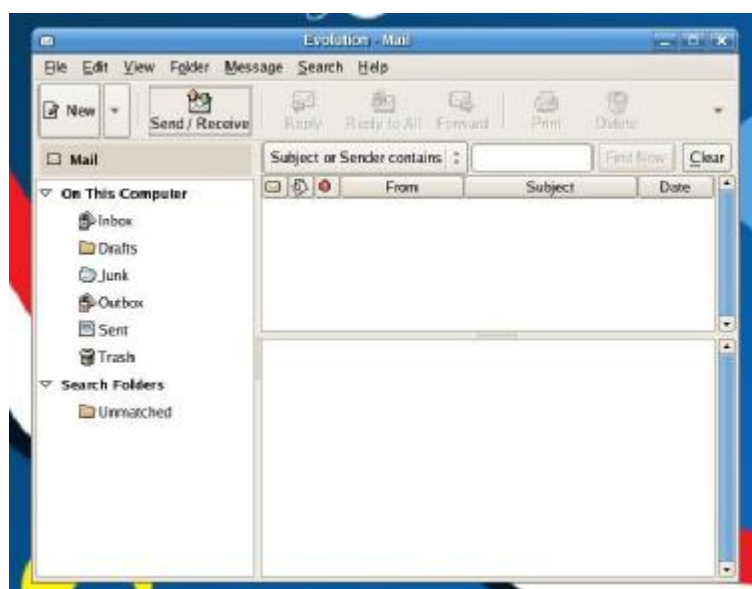 Evolution - Mail
File Edit View Folder Message Search Help
New Send / Receive Reply Reply to All Forward Print Delete
Mail Subject or Sender contains Find Now Clear
From Subject Date
On This Computer
Inbox
Drafts
Junk
Outbox
Sent
Trash
Search Folders
Unmatched